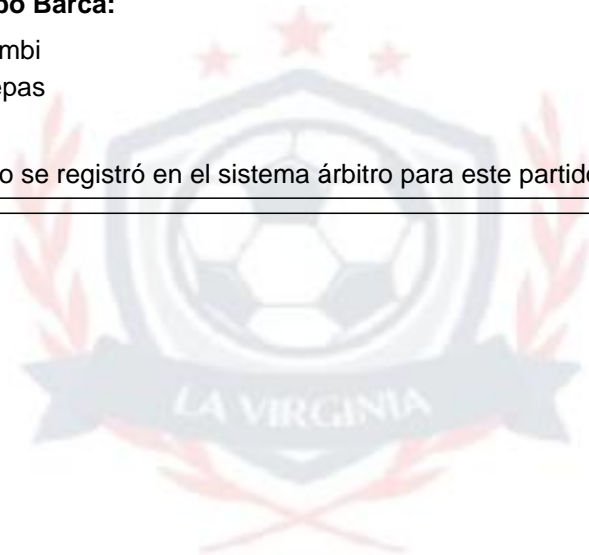 po Barca:
mbi
epas
o se registró en el sistema árbitro para este partido
LA VIRGINIA